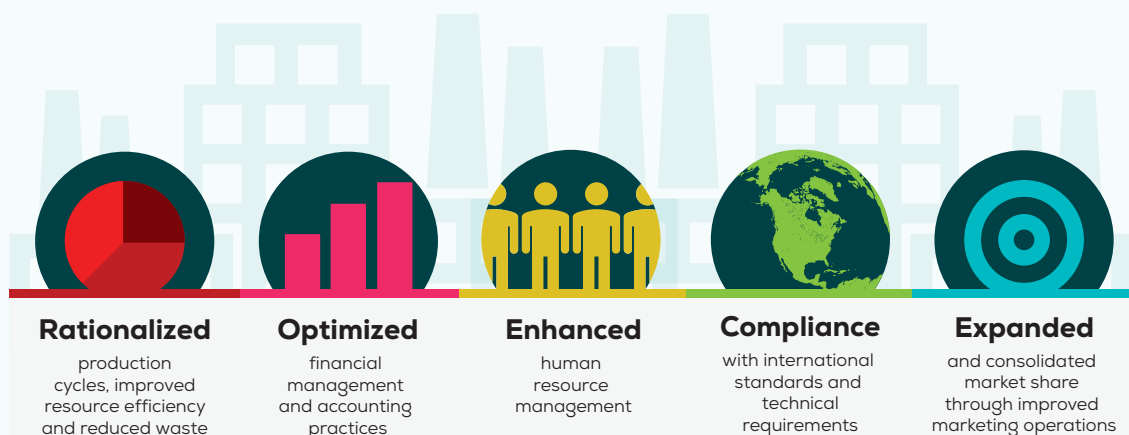 Rationalized
production
cycles, improved
resource efficiency
and reduced waste
Optimized
financial
management
and accounting
practices
Enhanced
human
resource
management
Compliance
with international
standards and
technical
requirements
Expanded
and consolidated
market share
through improved
marketing operations